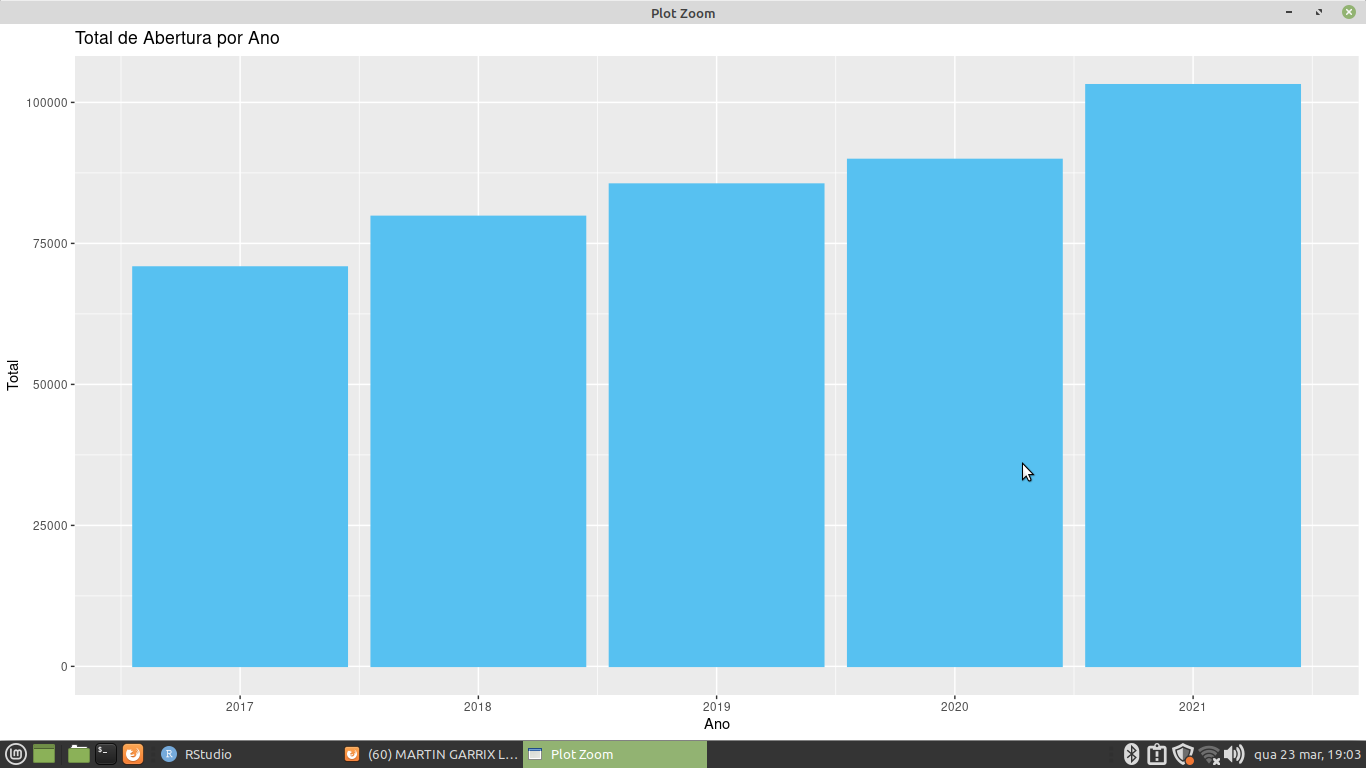 Plot Zoom
Total de Abertura por Ano
100000
75000
50000
25000
0
Total
2017 2018 2019 2020 2021
Ano
RStudio (60) MARTIN GARRIX L... Plot Zoom qua 23 mar, 19:03